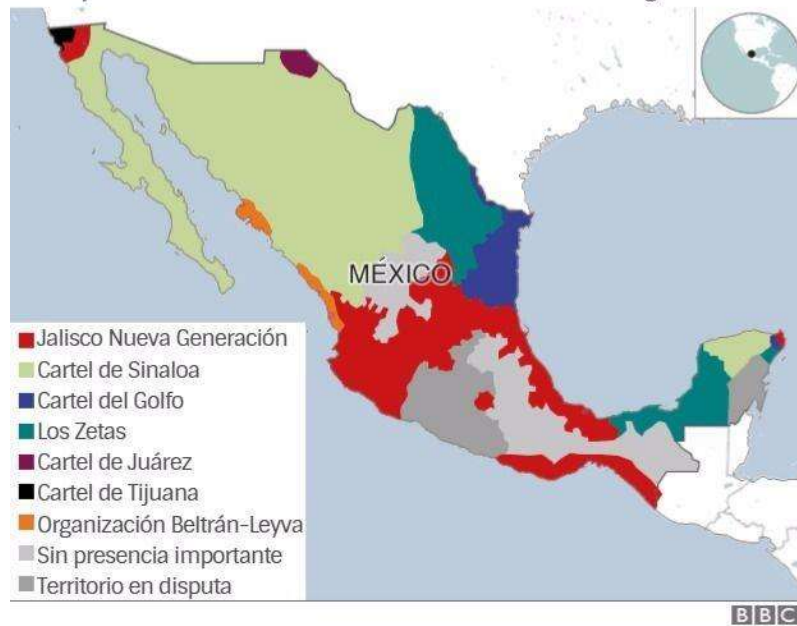 MÉXICO
Jalisco Nueva Generación
Cartel de Sinaloa
Cartel del Golfo
Los Zetas
Cartel de Juárez
Cartel de Tijuana
Organización Beltrán-Leyva
Sin presencia importante
Territorio en disputa
BBC